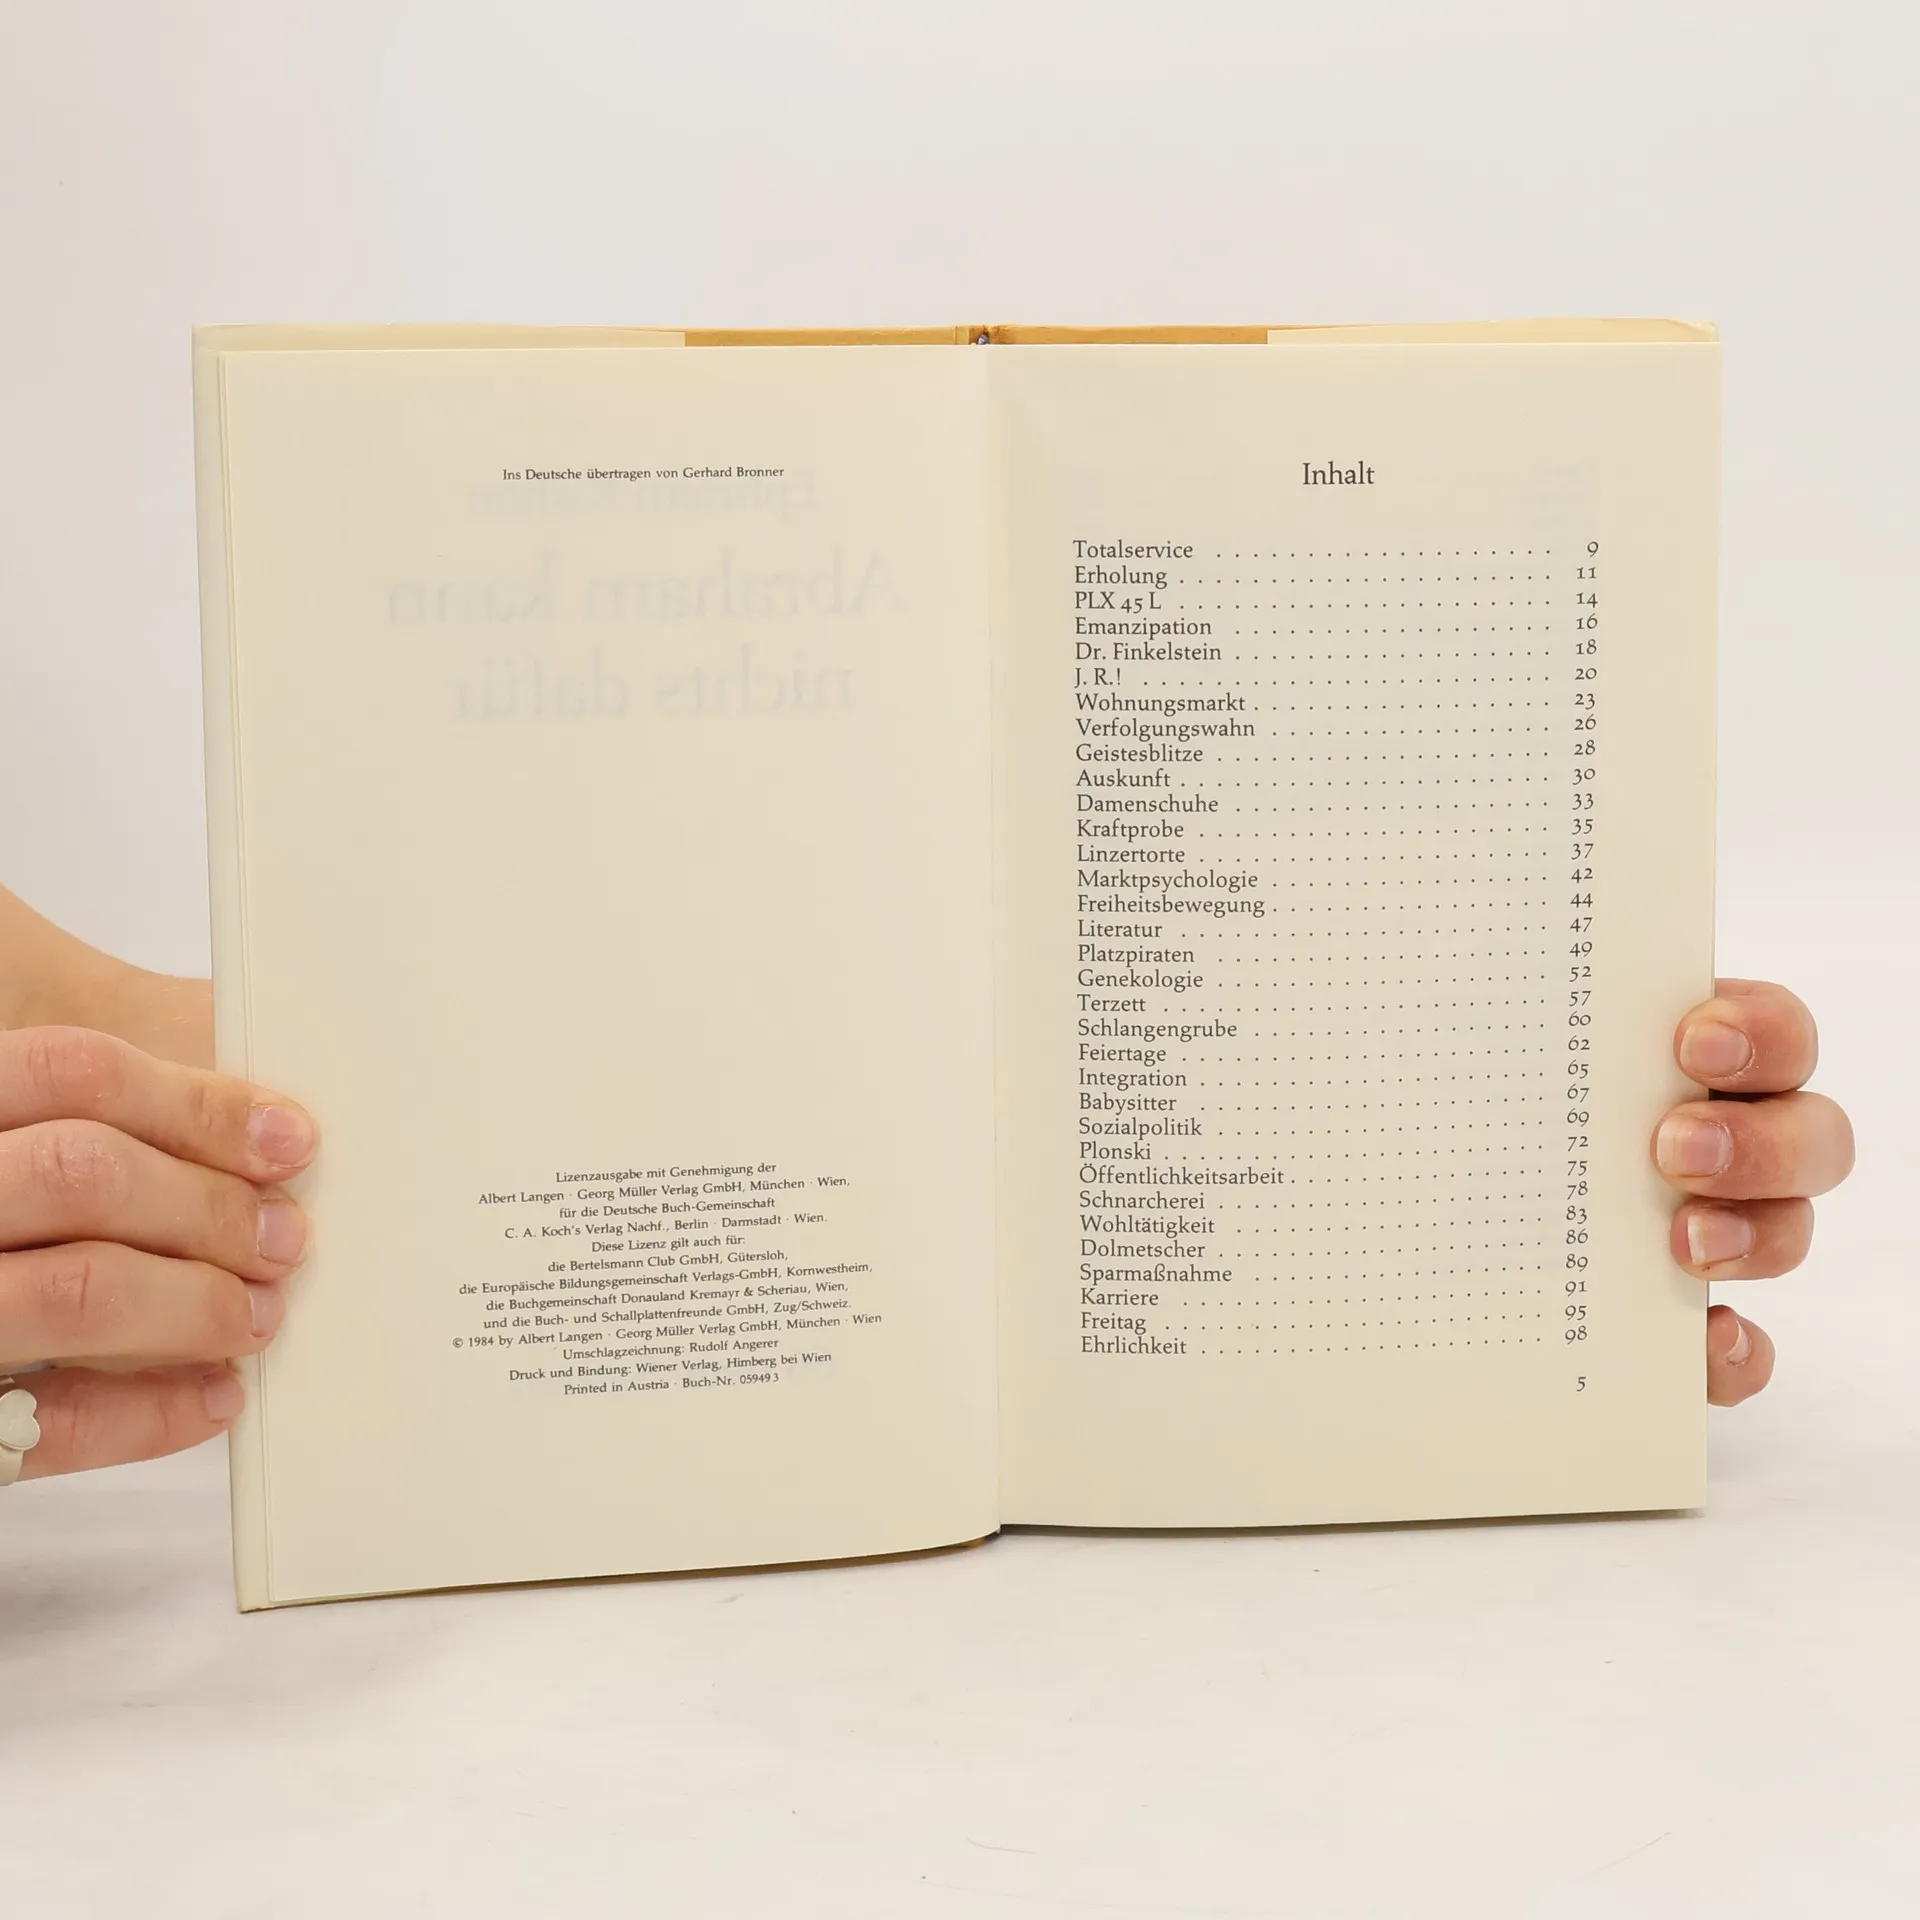 Ins Deutsche übertragen von Gerhard Bronner
Ephraim Kishon
Abraham kann
nichts dafür
Lizenzausgabe mit Genehmigung der
Albert Langen · Georg Müller Verlag GmbH, München · Wien,
für die Deutsche Buch-Gemeinschaft
C. A. Koch's Verlag Nachf., Berlin · Darmstadt · Wien.
Diese Lizenz gilt auch für:
die Bertelsmann Club GmbH, Gütersloh,
die Europäische Bildungsgemeinschaft Verlags-GmbH, Kornwestheim,
die Buchgemeinschaft Donauland Kremayr & Scheriau, Wien,
und die Buch- und Schallplattenfreunde GmbH, Zug/Schweiz.
© 1984 by Albert Langen · Georg Müller Verlag GmbH, München · Wien
Umschlagzeichnung: Rudolf Angerer
Druck und Bindung: Wiener Verlag, Himberg bei Wien
Printed in Austria · Buch-Nr. 05949 3
Inhalt
Totalservice . . . . . . . . . . . . . . . . . . . 9
Erholung . . . . . . . . . . . . . . . . . . . . . 11
PLX 45 L . . . . . . . . . . . . . . . . . . . . . 14
Emanzipation . . . . . . . . . . . . . . . . . . 16
Dr. Finkelstein . . . . . . . . . . . . . . . . . . 18
J. R.! . . . . . . . . . . . . . . . . . . . . . . . 20
Wohnungsmarkt . . . . . . . . . . . . . . . . . 23
Verfolgungswahn . . . . . . . . . . . . . . . . 26
Geistesblitze . . . . . . . . . . . . . . . . . . . 28
Auskunft . . . . . . . . . . . . . . . . . . . . . 30
Damenschuhe . . . . . . . . . . . . . . . . . . 33
Kraftprobe . . . . . . . . . . . . . . . . . . . . 35
Linzertorte . . . . . . . . . . . . . . . . . . . . 37
Marktpsychologie . . . . . . . . . . . . . . . . 42
Freiheitsbewegung . . . . . . . . . . . . . . . . 44
Literatur . . . . . . . . . . . . . . . . . . . . . 47
Platzpiraten . . . . . . . . . . . . . . . . . . . 49
Genekologie . . . . . . . . . . . . . . . . . . . 52
Terzett . . . . . . . . . . . . . . . . . . . . . . 57
Schlangengrube . . . . . . . . . . . . . . . . . 60
Feiertage . . . . . . . . . . . . . . . . . . . . . 62
Integration . . . . . . . . . . . . . . . . . . . . 65
Babysitter . . . . . . . . . . . . . . . . . . . . 67
Sozialpolitik . . . . . . . . . . . . . . . . . . . 69
Plonski . . . . . . . . . . . . . . . . . . . . . . 72
Öffentlichkeitsarbeit . . . . . . . . . . . . . . . 75
Schnarcherei . . . . . . . . . . . . . . . . . . . 78
Wohltätigkeit . . . . . . . . . . . . . . . . . . 83
Dolmetscher . . . . . . . . . . . . . . . . . . . 86
Sparmaßnahme . . . . . . . . . . . . . . . . . 89
Karriere . . . . . . . . . . . . . . . . . . . . . 91
Freitag . . . . . . . . . . . . . . . . . . . . . . 95
Ehrlichkeit . . . . . . . . . . . . . . . . . . . . 98
5